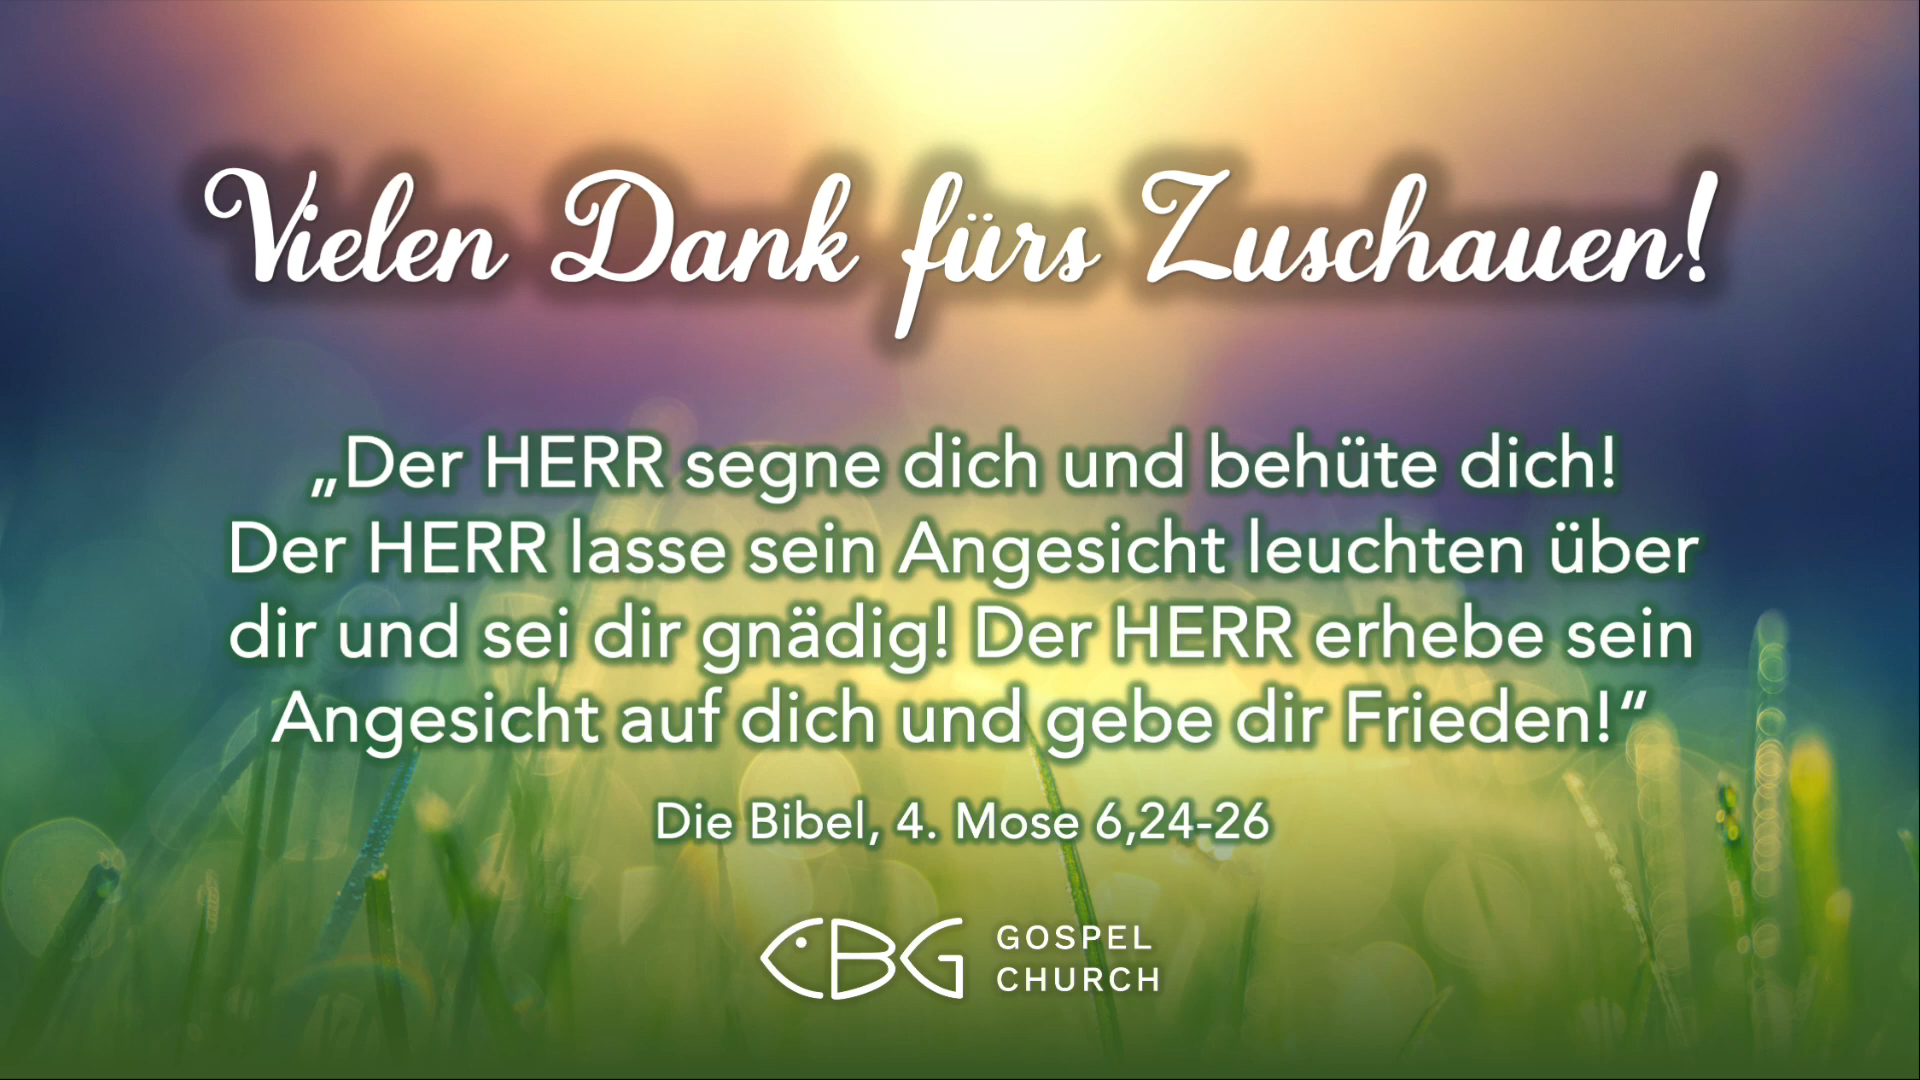 Vielen Dank fürs Zuschauen!
„Der HERR segne dich und behüte dich!
Der HERR lasse sein Angesicht leuchten über
dir und sei dir gnädig! Der HERR erhebe sein
Angesicht auf dich und gebe dir Frieden!“
Die Bibel, 4. Mose 6,24-26
CBG GOSPEL
CHURCH